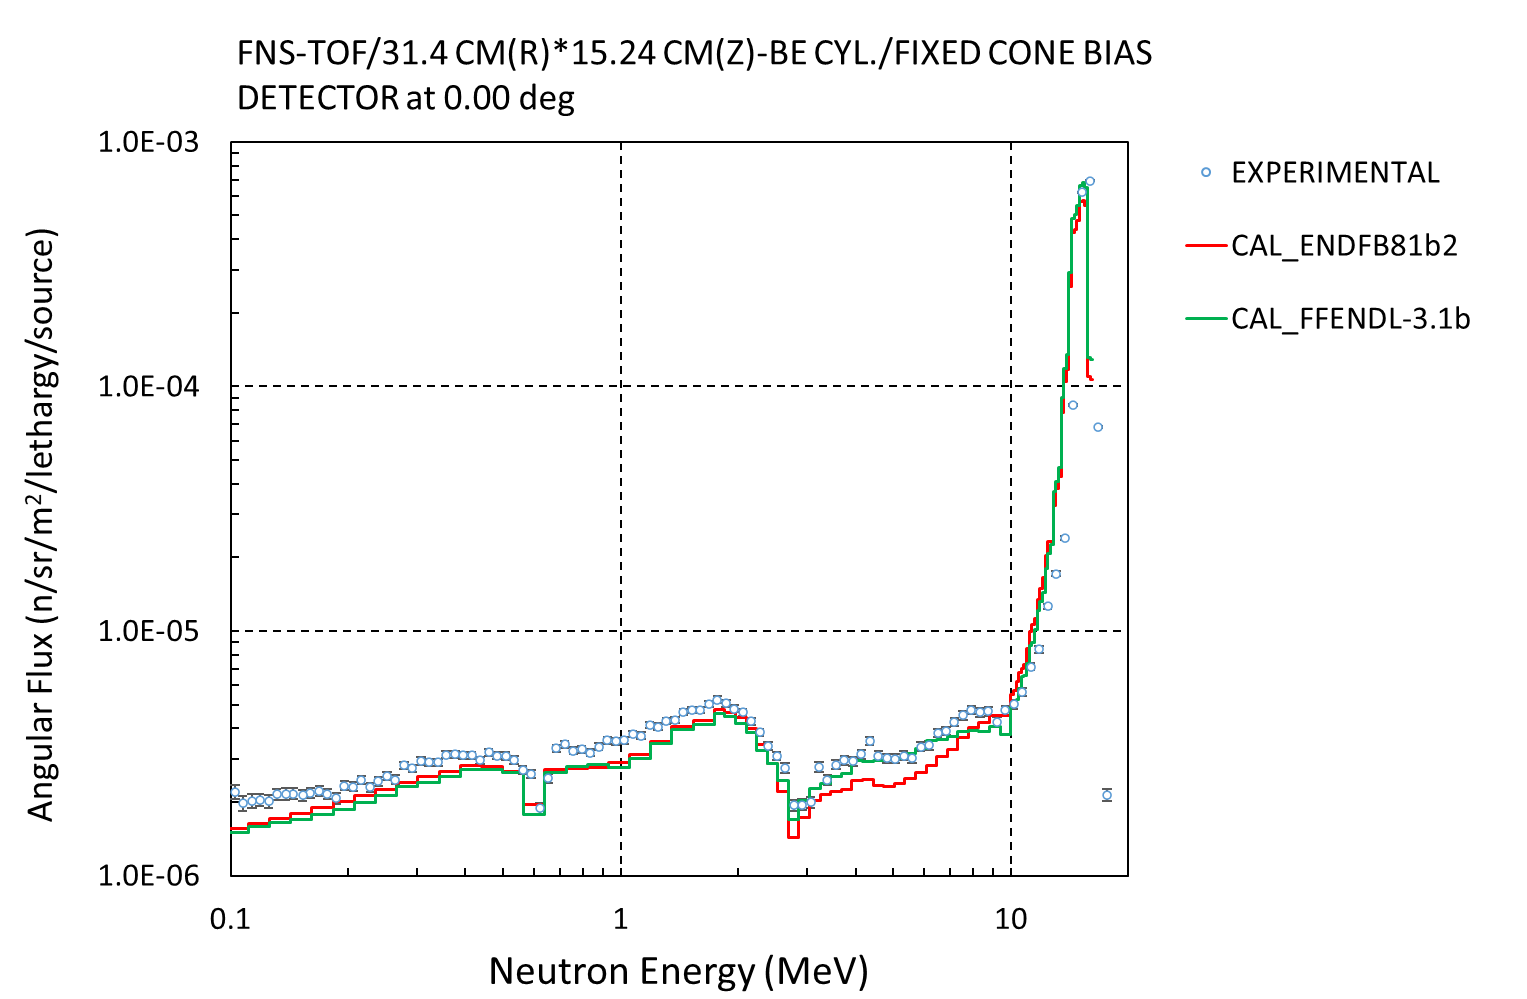 FNS-TOF/31.4 CM(R)*15.24 CM(Z)-BE CYL./FIXED CONE BIAS
DETECTOR at 0.00 deg
1.0E-03
1.0E-04
1.0E-05
1.0E-06
Angular Flux (n/sr/m²/lethargy/source)
0.1
1
10
Neutron Energy (MeV)
EXPERIMENTAL
CAL_ENDFB81b2
CAL_FFENDL-3.1b